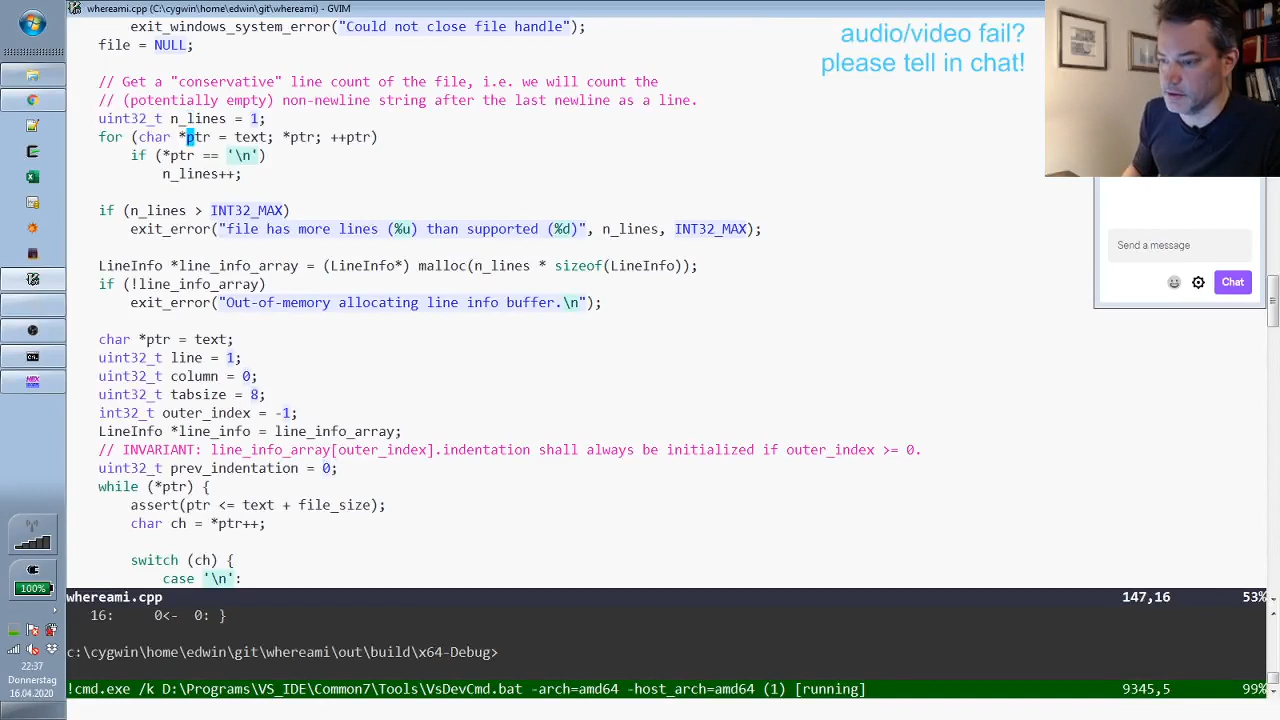 whereami.cpp (C:\cygwin\home\edwin\git\whereami) - GVIM
exit_windows_system_error("Could not close file handle");
file = NULL;
// Get a "conservative" line count of the file, i.e. we will count the
// (potentially empty) non-newline string after the last newline as a line.
uint32_t n_lines = 1;
for (char *ptr = text; *ptr; ++ptr)
if (*ptr == '\n')
n_lines++;
if (n_lines > INT32_MAX)
exit_error("file has more lines (%u) than supported (%d)", n_lines, INT32_MAX);
LineInfo *line_info_array = (LineInfo*) malloc(n_lines * sizeof(LineInfo));
if (!line_info_array)
exit_error("Out-of-memory allocating line info buffer.\n");
char *ptr = text;
uint32_t line = 1;
uint32_t column = 0;
uint32_t tabsize = 8;
int32_t outer_index = -1;
LineInfo *line_info = line_info_array;
// INVARIANT: line_info_array[outer_index].indentation shall always be initialized if outer_index >= 0.
uint32_t prev_indentation = 0;
while (*ptr) {
assert(ptr <= text + file_size);
char ch = *ptr++;
switch (ch) {
case '\n':
whereami.cpp 147,16 53%
16: 0<- 0: }
c:\cygwin\home\edwin\git\whereami\out\build\x64-Debug>
!cmd.exe /k D:\Programs\VS_IDE\Common7\Tools\VsDevCmd.bat -arch=amd64 -host_arch=amd64 (1) [running] 9345,5 99%
audio/video fail?
please tell in chat!
Send a message
Chat
100%
22:37
Donnerstag
16.04.2020